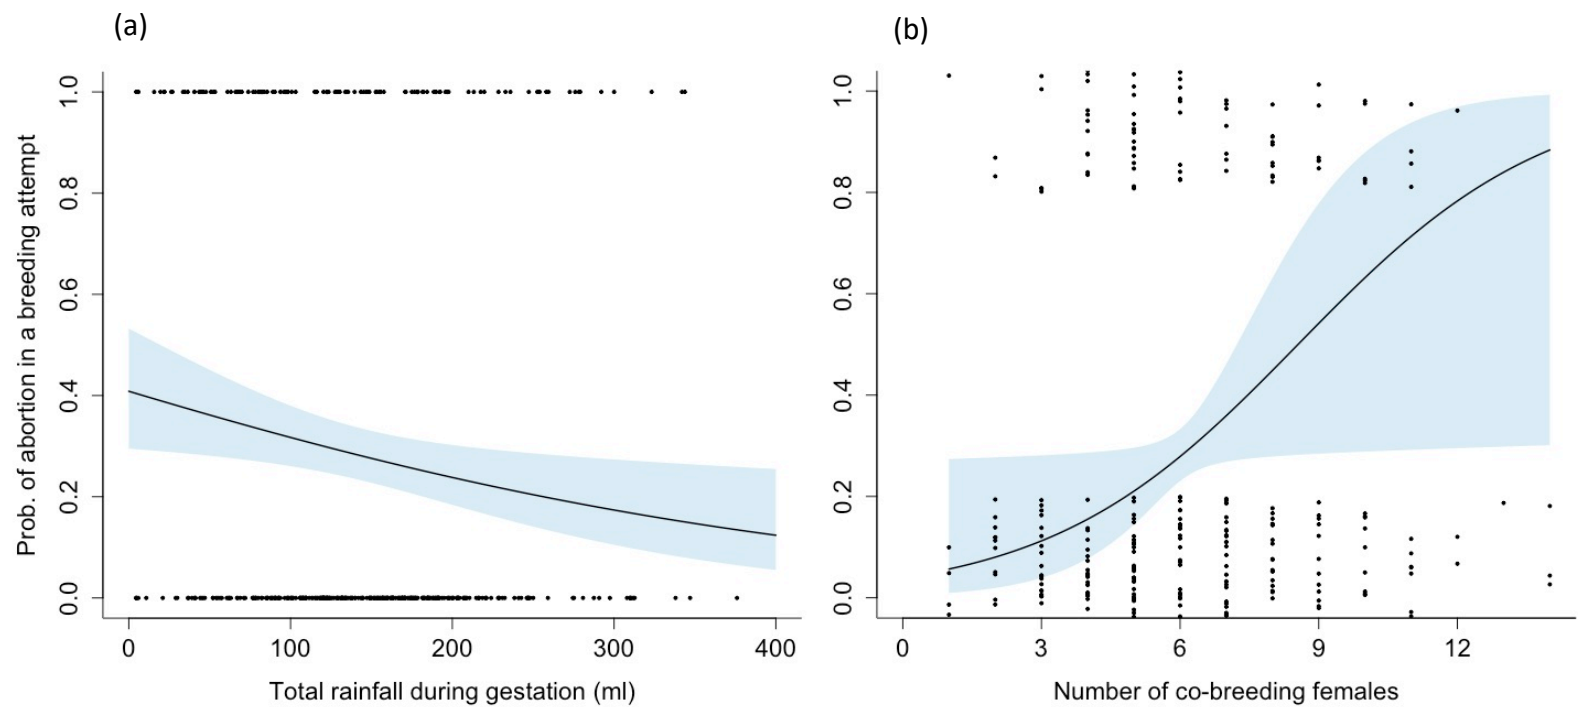 (a)
Prob. of abortion in a breeding attempt
1.0
0.8
0.6
0.4
0.2
0.0
0 100 200 300 400
Total rainfall during gestation (ml)
(b)
1.0
0.8
0.6
0.4
0.2
0.0
0 3 6 9 12
Number of co-breeding females